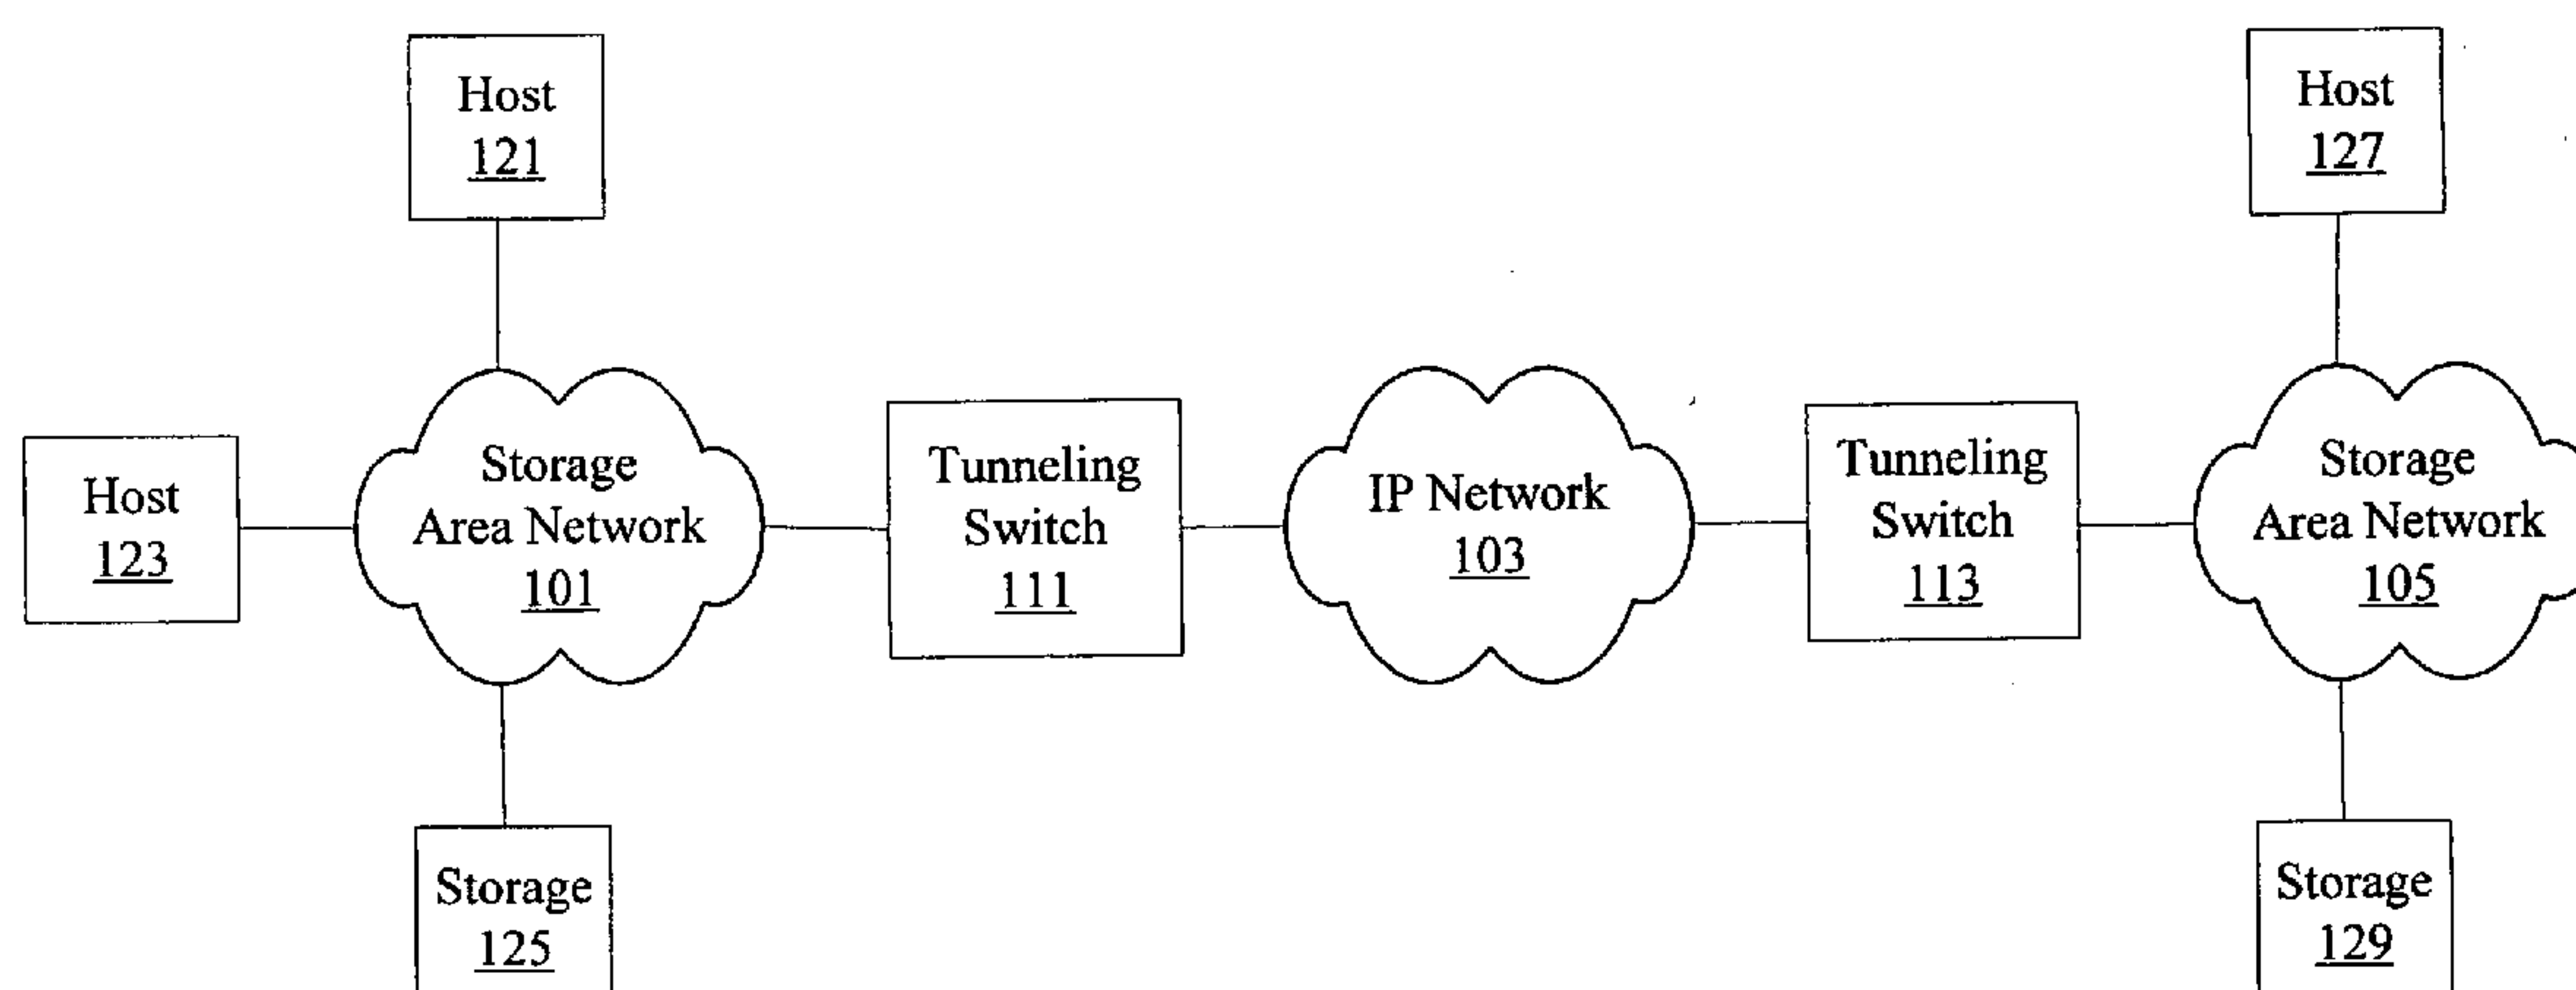 Host
121
Host
127
Host
123
Storage
Area Network
101
Tunneling
Switch
111
IP Network
103
Tunneling
Switch
113
Storage
Area Network
105
Storage
125
Storage
129